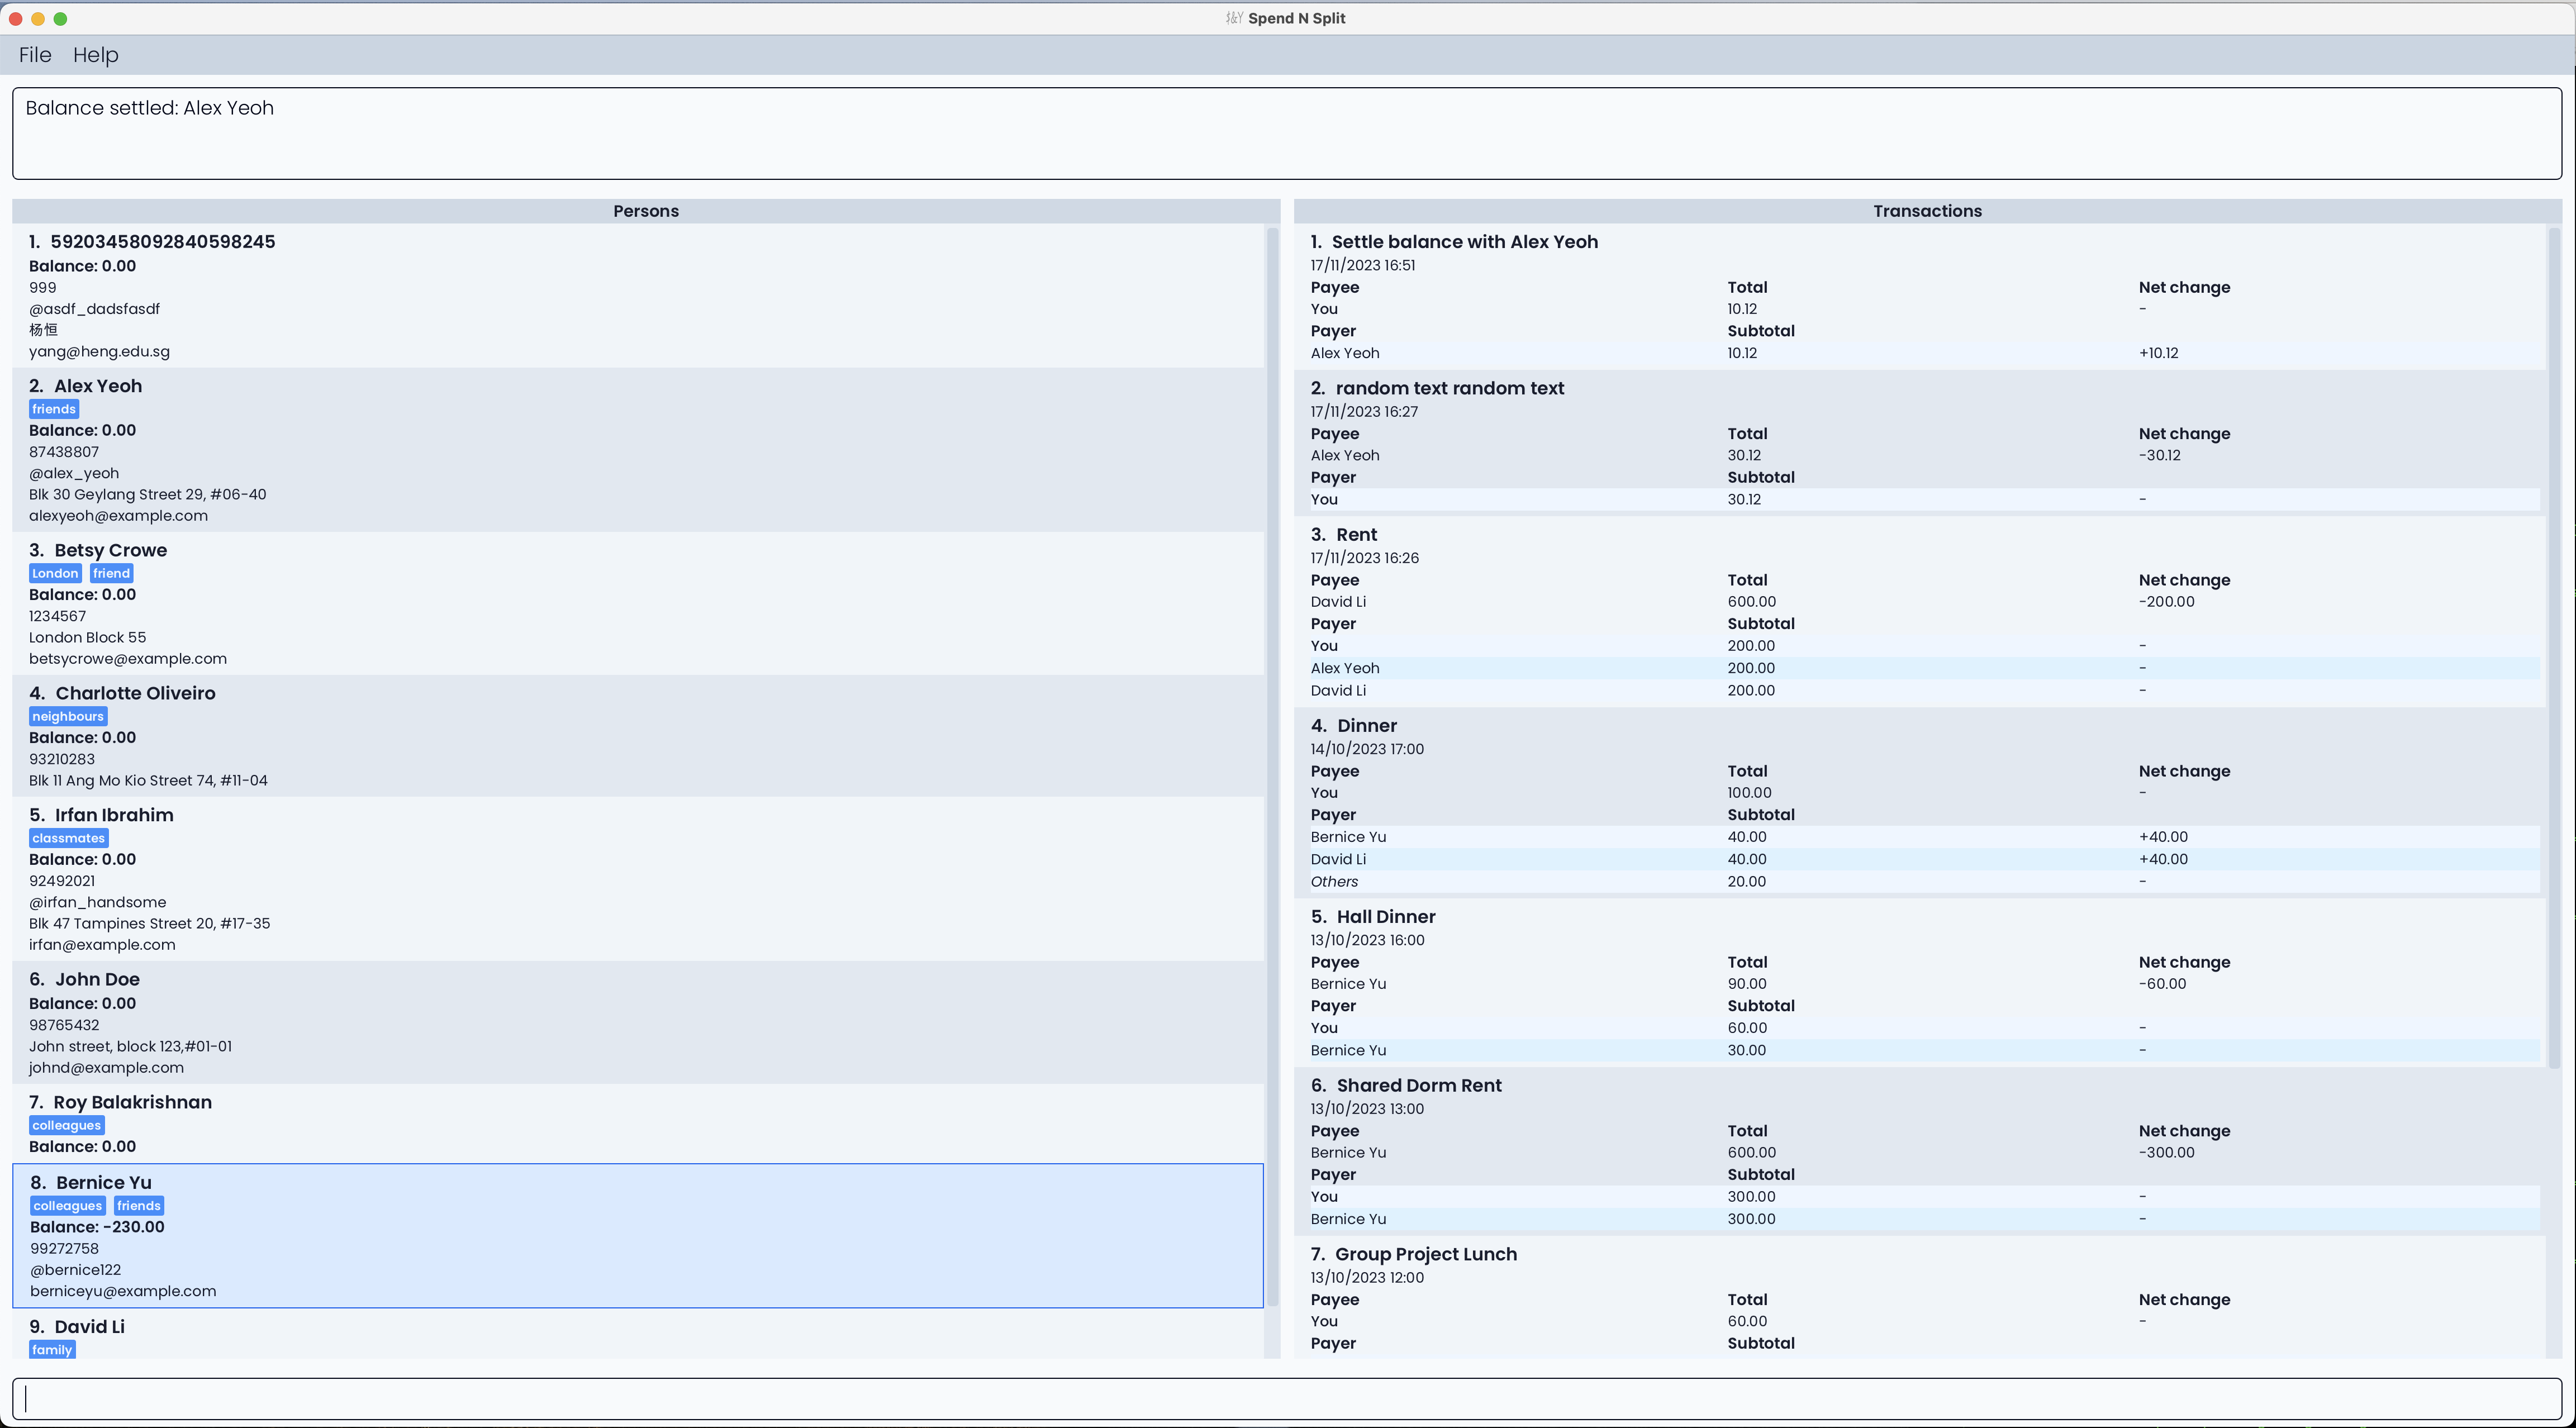 Spend N Split
File Help
Balance settled: Alex Yeoh
Persons
1. 59203458092840598245
Balance: 0.00
999
@asdf_dadsfasdf
杨恒
yang@heng.edu.sg
2. Alex Yeoh
friends
Balance: 0.00
87438807
@alex_yeoh
Blk 30 Geylang Street 29, #06-40
alexyeoh@example.com
3. Betsy Crowe
London friend
Balance: 0.00
1234567
London Block 55
betsycrowe@example.com
4. Charlotte Oliveiro
neighbours
Balance: 0.00
93210283
Blk 11 Ang Mo Kio Street 74, #11-04
5. Irfan Ibrahim
classmates
Balance: 0.00
92492021
@irfan_handsome
Blk 47 Tampines Street 20, #17-35
irfan@example.com
6. John Doe
Balance: 0.00
98765432
John street, block 123,#01-01
johnd@example.com
7. Roy Balakrishnan
colleagues
Balance: 0.00
8. Bernice Yu
colleagues friends
Balance: -230.00
99272758
@bernice122
berniceyu@example.com
9. David Li
family
Transactions
1. Settle balance with Alex Yeoh
17/11/2023 16:51
Payee Total Net change
You 10.12 -
Payer Subtotal
Alex Yeoh 10.12 +10.12
2. random text random text
17/11/2023 16:27
Payee Total Net change
Alex Yeoh 30.12 -30.12
Payer Subtotal
You 30.12 -
3. Rent
17/11/2023 16:26
Payee Total Net change
David Li 600.00 -200.00
Payer Subtotal
You 200.00 -
Alex Yeoh 200.00 -
David Li 200.00 -
4. Dinner
14/10/2023 17:00
Payee Total Net change
You 100.00 -
Payer Subtotal
Bernice Yu 40.00 +40.00
David Li 40.00 +40.00
Others 20.00 -
5. Hall Dinner
13/10/2023 16:00
Payee Total Net change
Bernice Yu 90.00 -60.00
Payer Subtotal
You 60.00 -
Bernice Yu 30.00 -
6. Shared Dorm Rent
13/10/2023 13:00
Payee Total Net change
Bernice Yu 600.00 -300.00
Payer Subtotal
You 300.00 -
Bernice Yu 300.00 -
7. Group Project Lunch
13/10/2023 12:00
Payee Total Net change
You 60.00 -
Payer Subtotal